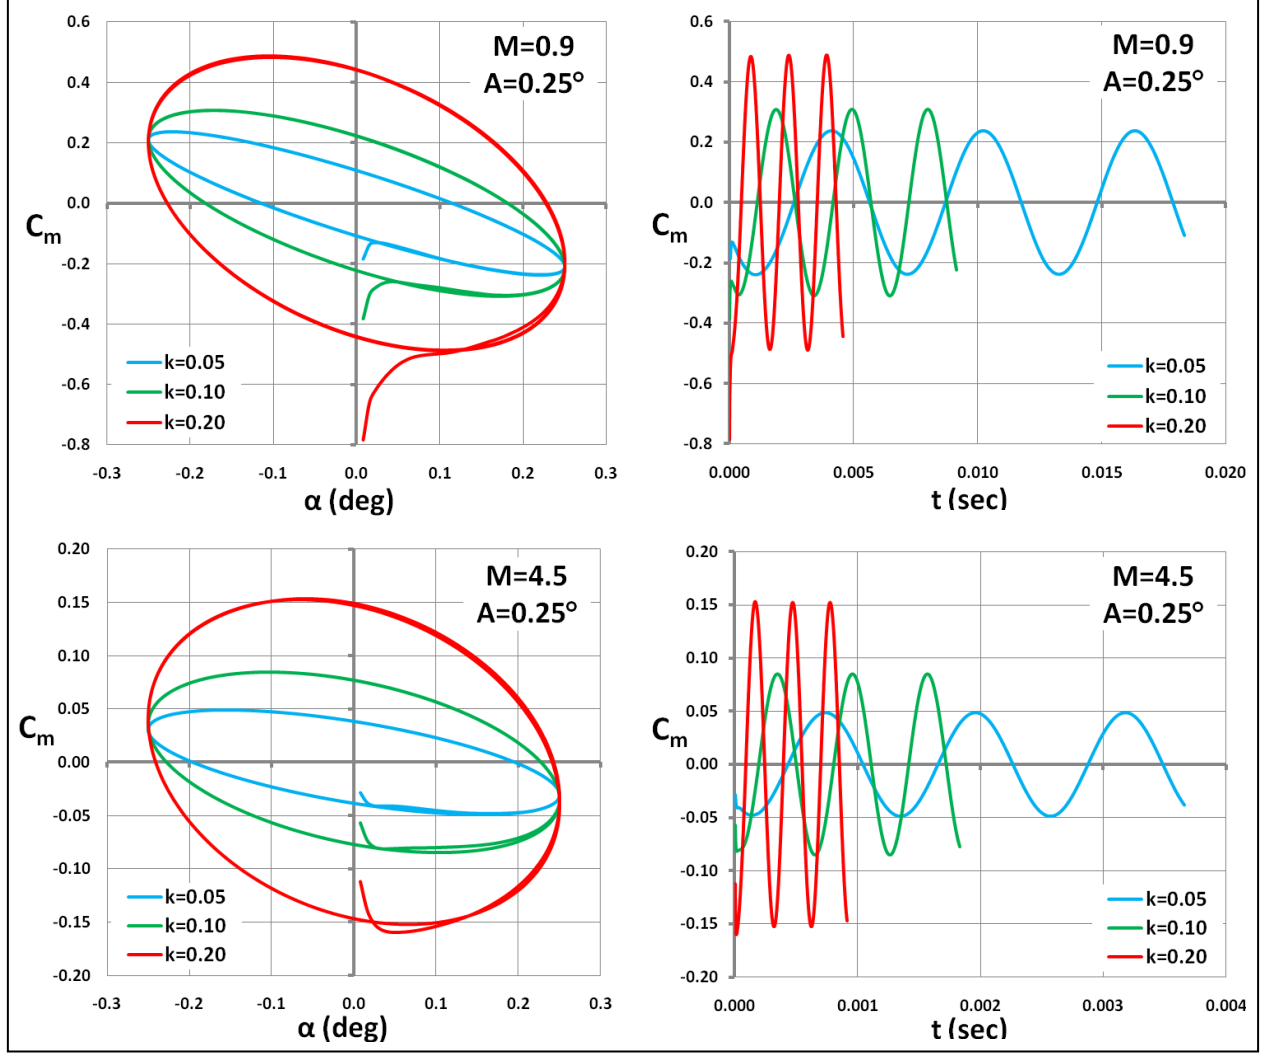 0.6
0.4
0.2
0.0
-0.2
-0.4
-0.6
-0.8
Cm
M=0.9
A=0.25°
k=0.05
k=0.10
k=0.20
-0.3 -0.2 -0.1 0.0 0.1 0.2 0.3
α (deg)
0.6
0.4
0.2
0.0
-0.2
-0.4
-0.6
-0.8
Cm
M=0.9
A=0.25°
k=0.05
k=0.10
k=0.20
0.000 0.005 0.010 0.015 0.020
t (sec)
0.20
0.15
0.10
0.05
0.00
-0.05
-0.10
-0.15
-0.20
Cm
M=4.5
A=0.25°
k=0.05
k=0.10
k=0.20
-0.3 -0.2 -0.1 0.0 0.1 0.2 0.3
α (deg)
0.20
0.15
0.10
0.05
0.00
-0.05
-0.10
-0.15
-0.20
Cm
M=4.5
A=0.25°
k=0.05
k=0.10
k=0.20
0.000 0.001 0.002 0.003 0.004
t (sec)